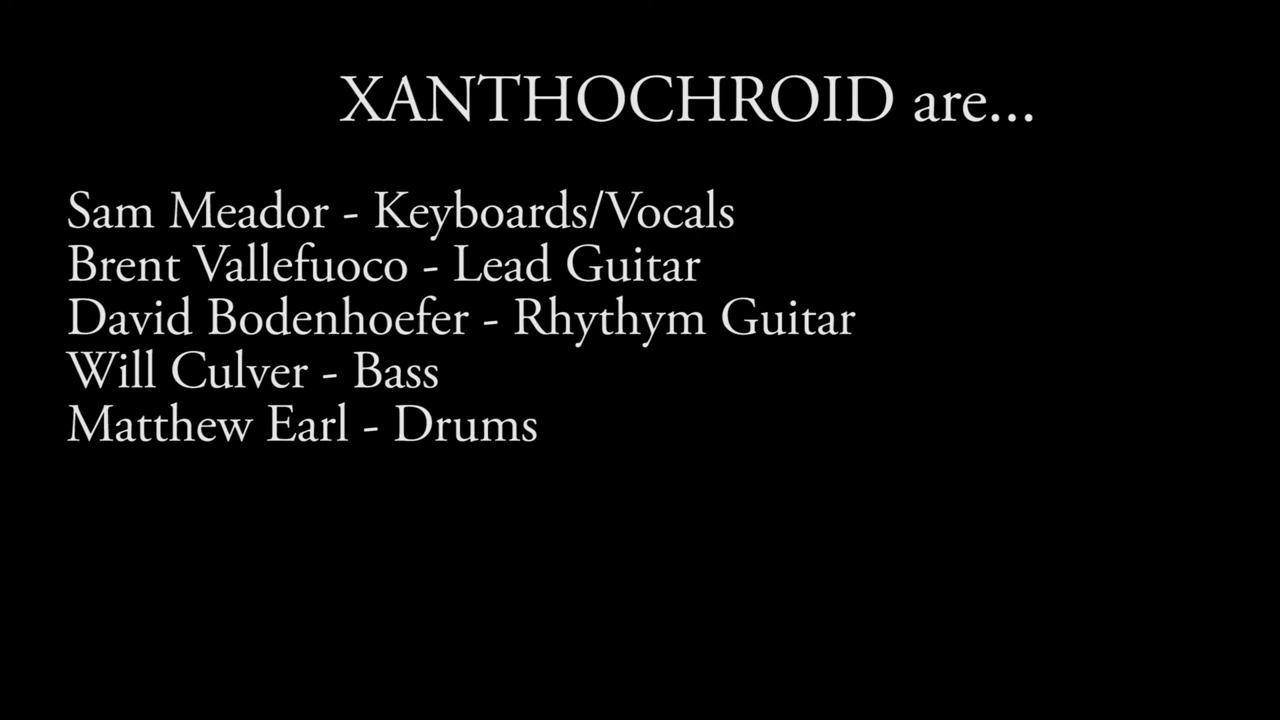 XANTHOCHROID are...
Sam Meador - Keyboards/Vocals
Brent Vallefuoco - Lead Guitar
David Bodenhoefer - Rhythym Guitar
Will Culver - Bass
Matthew Earl - Drums